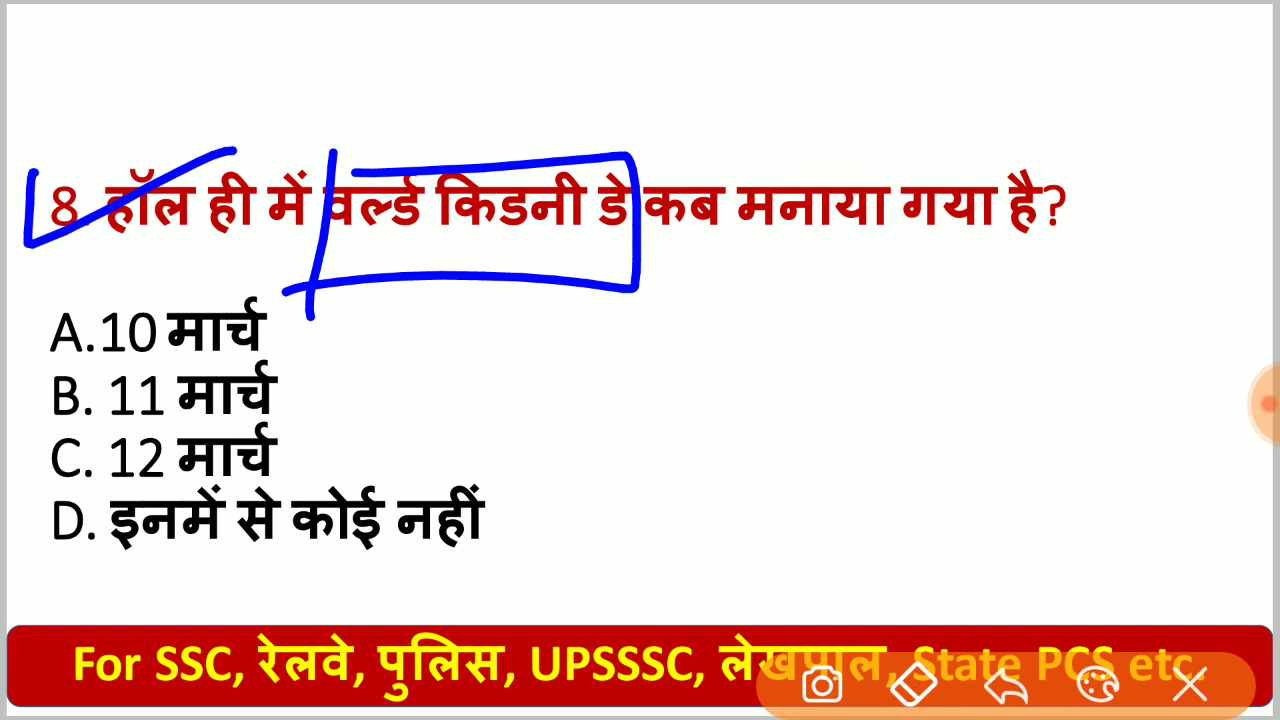 8. हॉल ही में वर्ल्ड किडनी डे कब मनाया गया है?
A.10 मार्च
B. 11 मार्च
C. 12 मार्च
D. इनमें से कोई नहीं
For SSC, रेलवे, पुलिस, UPSSSC, लेखपाल, State PCS etc.